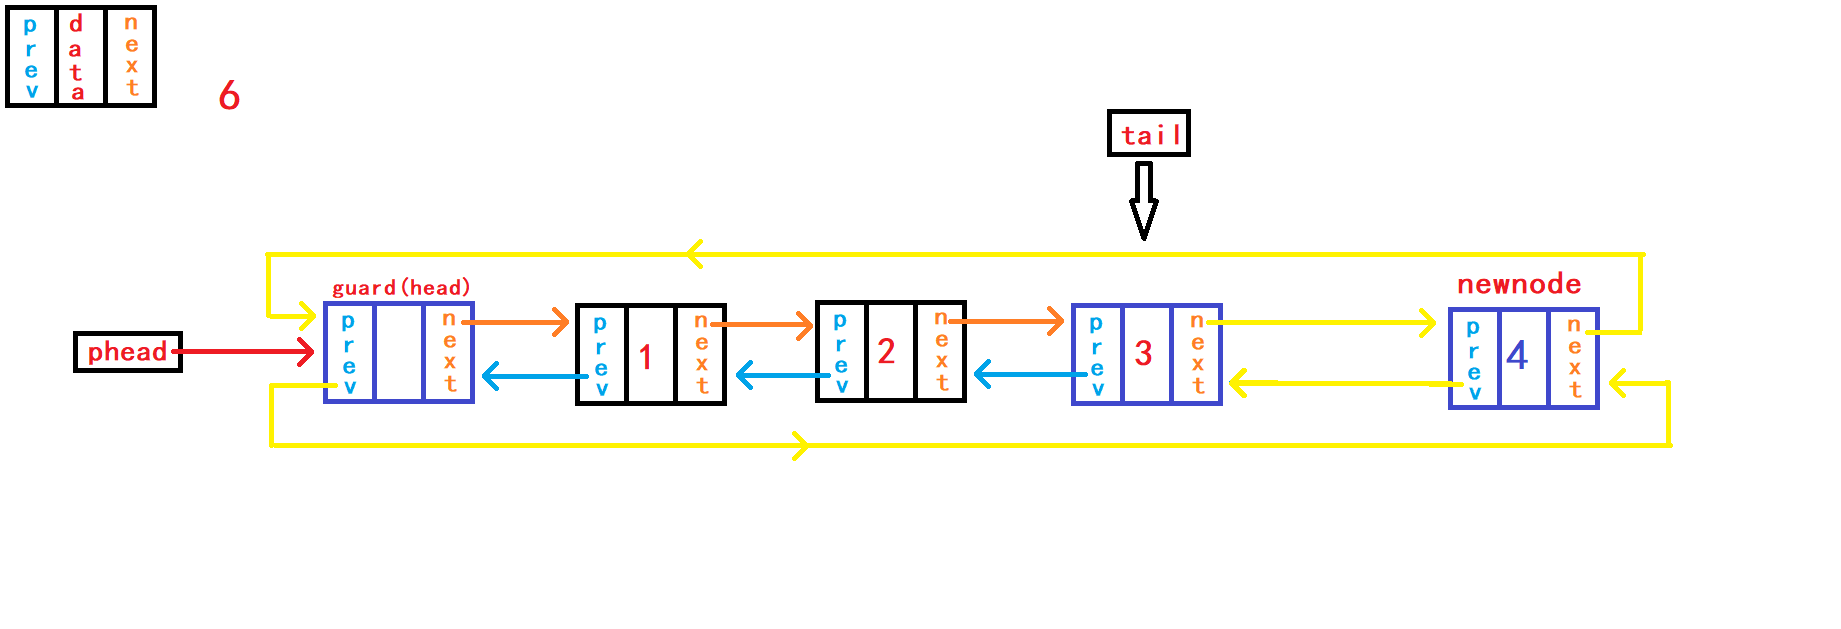 prev data next
6
tail
guard(head)
newnode
phead
prev next
prev 1 next
prev 2 next
prev 3 next
prev 4 next